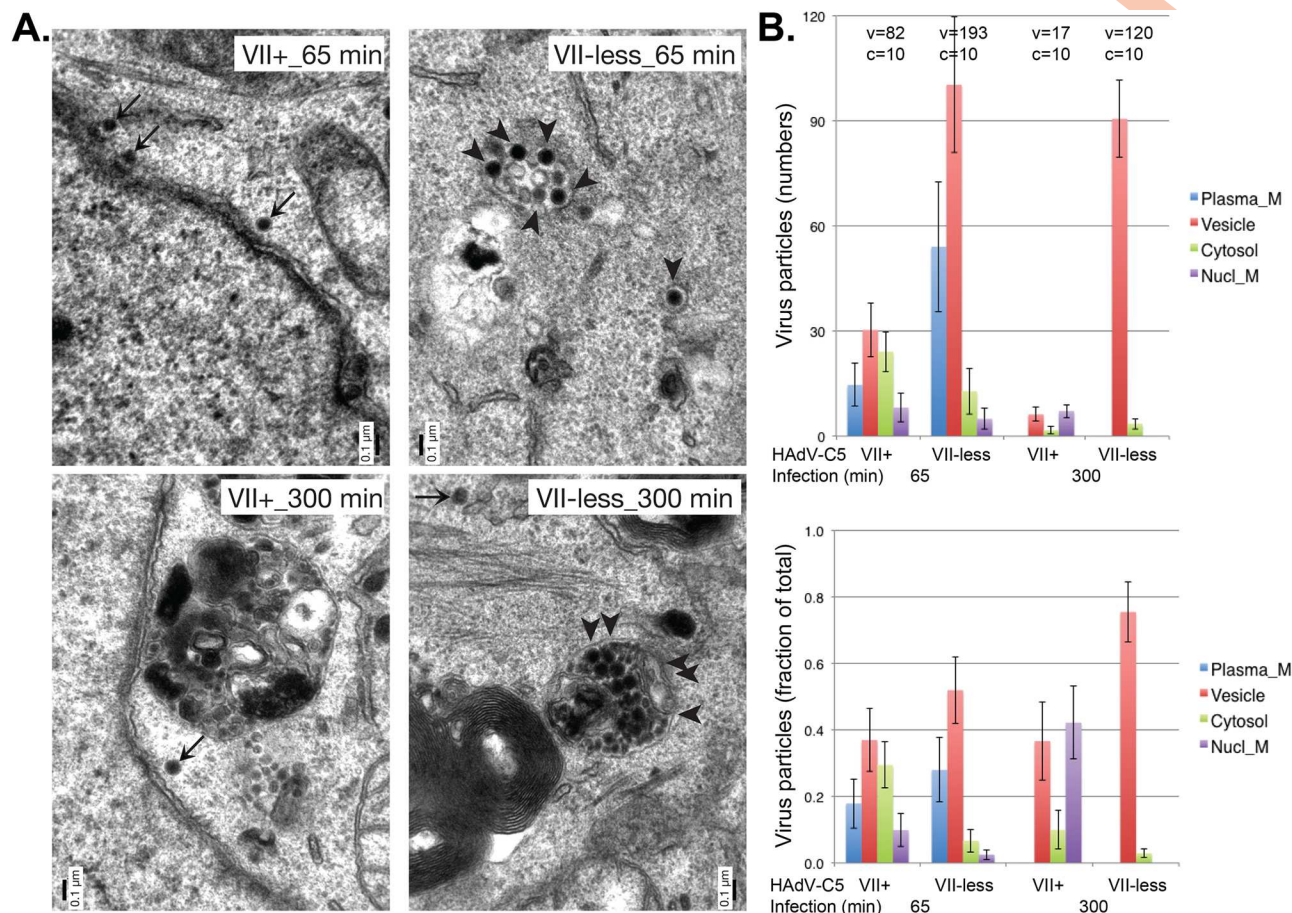 A.
VII+_65 min
0.1 µm
VII-less_65 min
0.1 µm
VII+_300 min
0.1 µm
VII-less_300 min
0.1 µm
B.
Virus particles (numbers)
120
90
60
30
0
v=82
c=10
v=193
c=10
v=17
c=10
v=120
c=10
HAdV-C5 VII+ VII-less VII+ VII-less
Infection (min) 65 300
Plasma_M
Vesicle
Cytosol
Nucl_M
Virus particles (fraction of total)
1.0
0.8
0.6
0.4
0.2
0.0
HAdV-C5 VII+ VII-less VII+ VII-less
Infection (min) 65 300
Plasma_M
Vesicle
Cytosol
Nucl_M